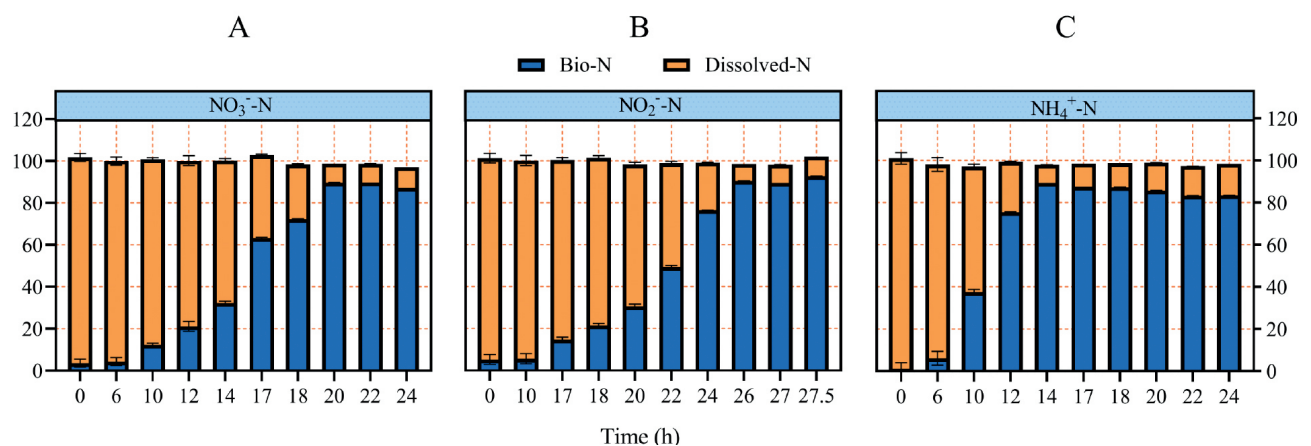 A B C
Bio-N Dissolved-N
NO₃⁻-N NO₂⁻-N NH₄⁺-N
120 120
100 100
80 80
60 60
40 40
20 20
0 0
0 6 10 12 14 17 18 20 22 24 0 10 17 18 20 22 24 26 27 27.5 0 6 10 12 14 17 18 20 22 24
Time (h)